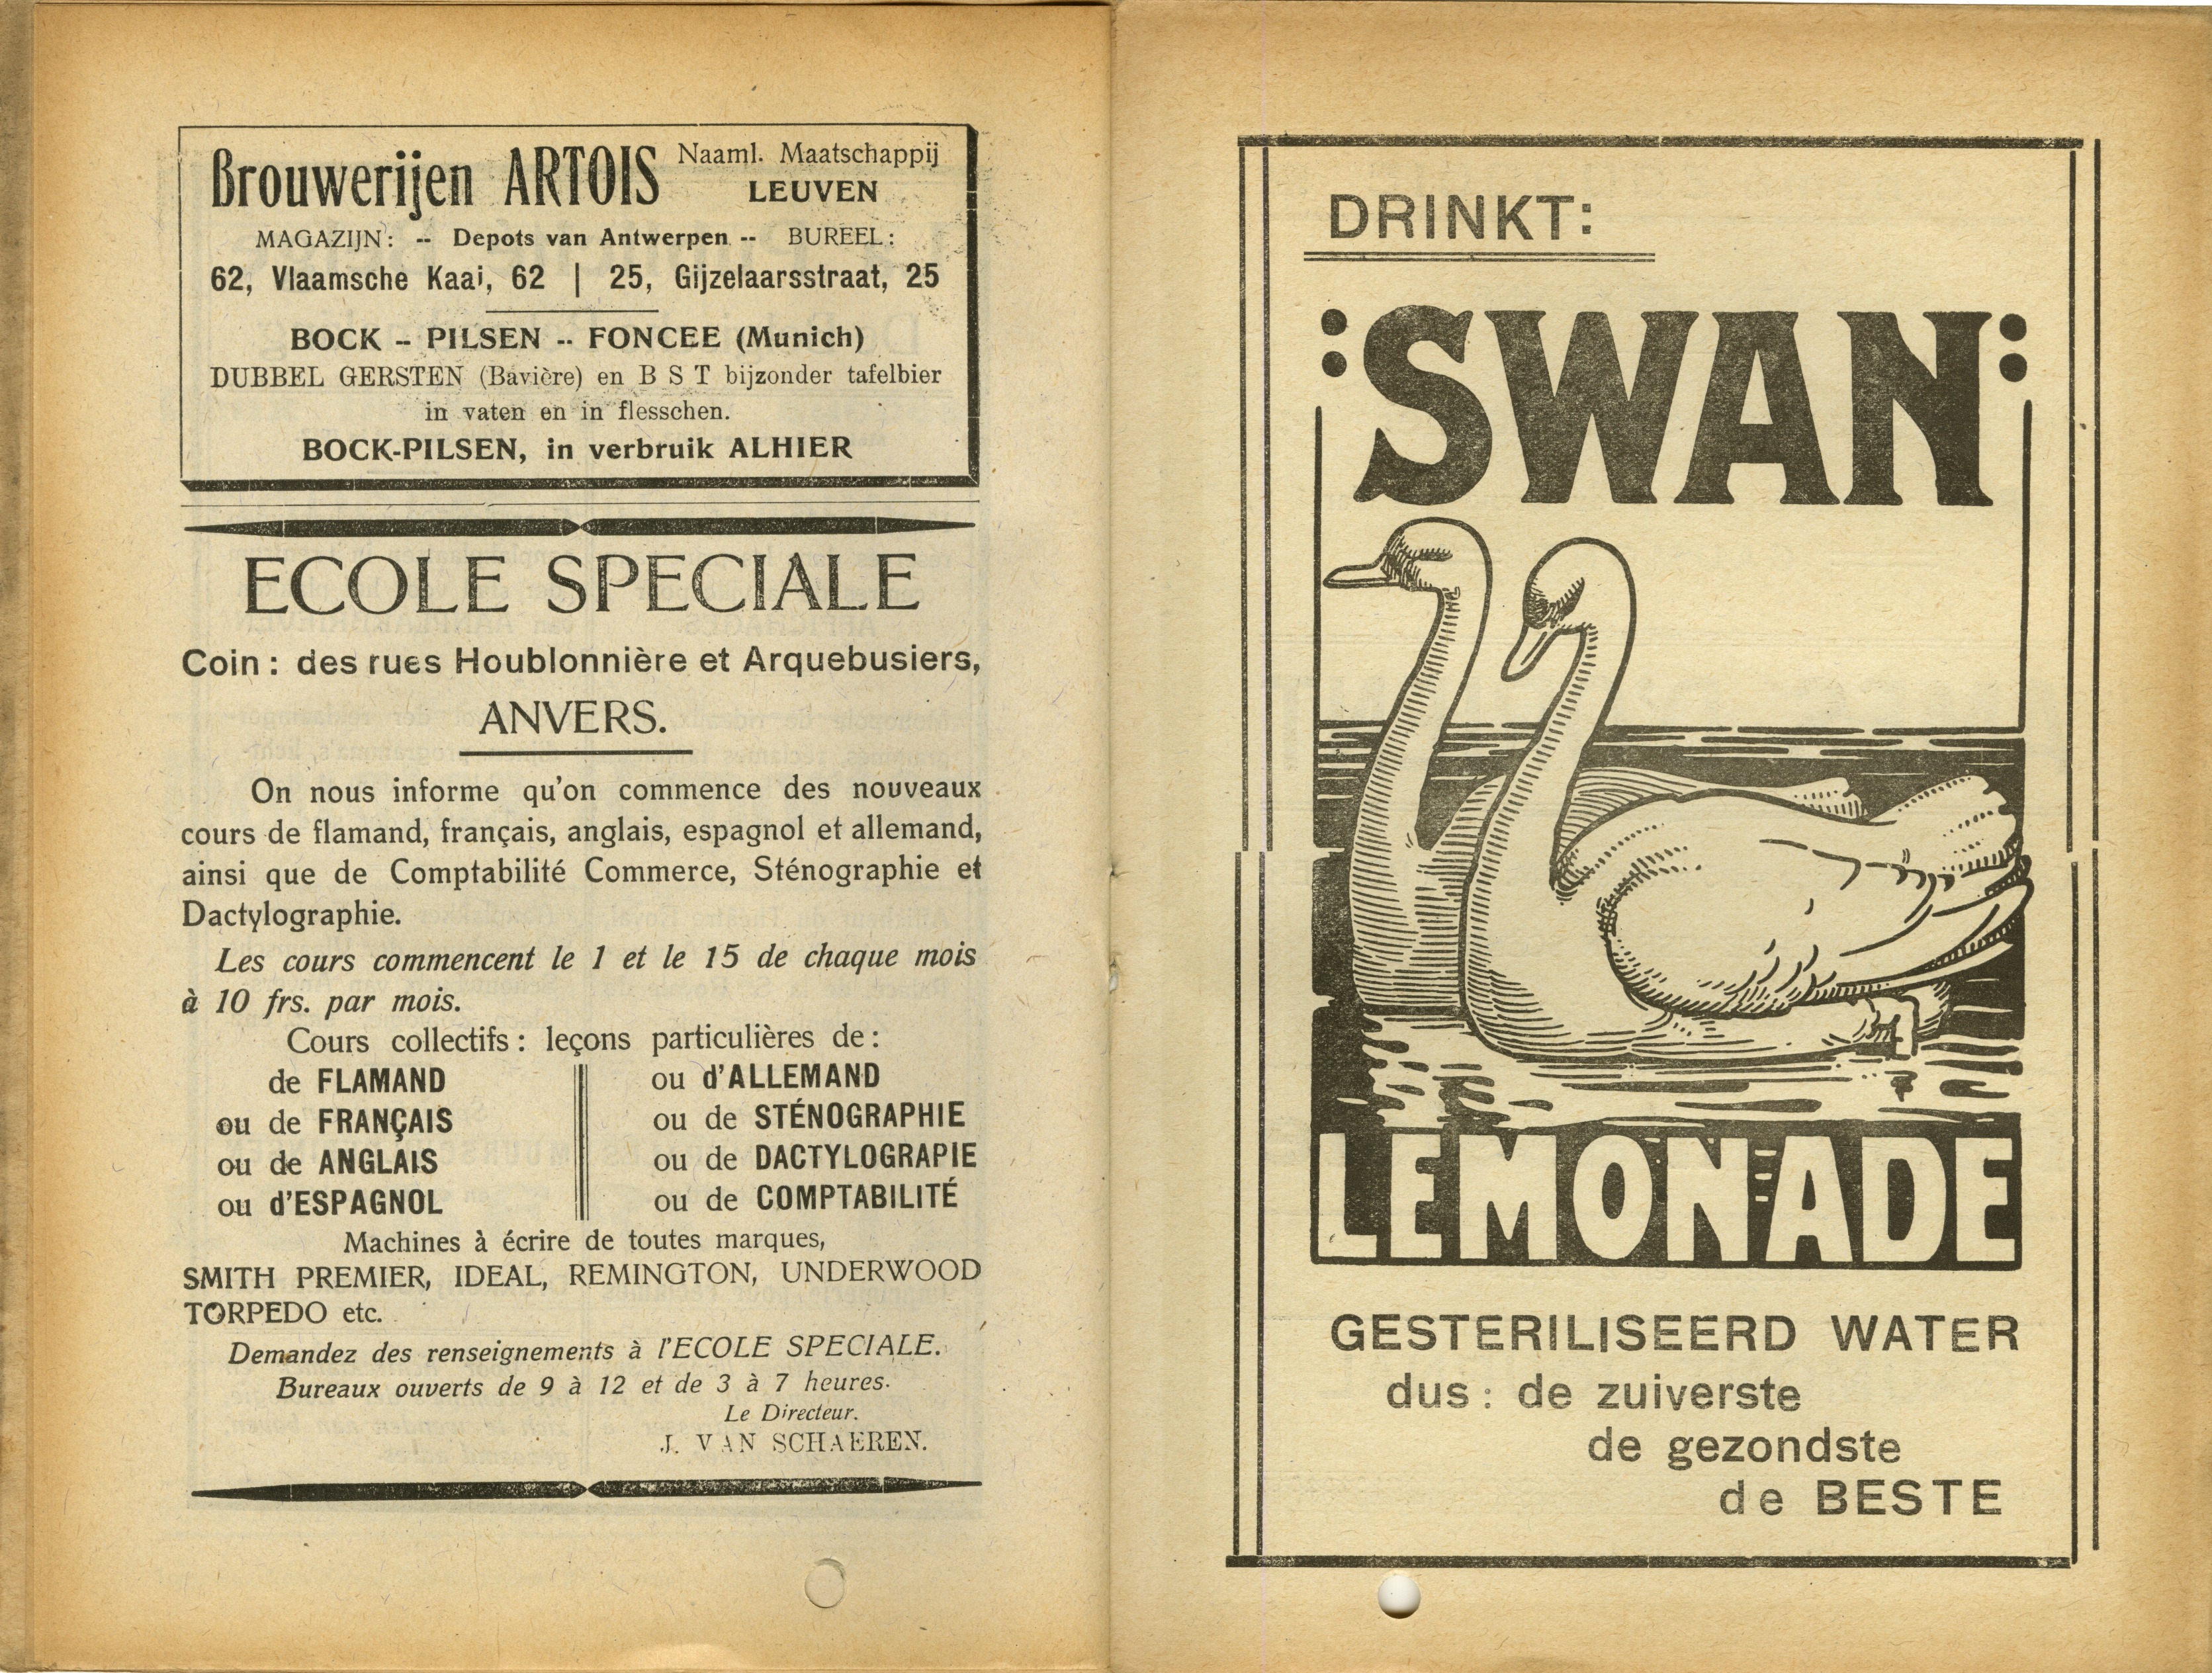 Brouwerijen ARTOIS Naaml. Maatschappij
LEUVEN
MAGAZIJN: -- Depots van Antwerpen -- BUREEL:
62, Vlaamsche Kaai, 62 | 25, Gijzelaarsstraat, 25
BOCK -- PILSEN -- FONCEE (Munich)
DUBBEL GERSTEN (Bavière) en B S T bijzonder tafelbier
in vaten en in flesschen.
BOCK-PILSEN, in verbruik ALHIER
ECOLE SPECIALE
Coin: des rues Houblonnière et Arquebusiers,
ANVERS.
On nous informe qu'on commence des nouveaux
cours de flamand, français, anglais, espagnol et allemand,
ainsi que de Comptabilité Commerce, Sténographie et
Dactylographie.
Les cours commencent le 1 et le 15 de chaque mois
à 10 frs. par mois.
Cours collectifs: leçons particulières de:
de FLAMAND
ou de FRANÇAIS
ou de ANGLAIS
ou d'ESPAGNOL
ou d'ALLEMAND
ou de STÉNOGRAPHIE
ou de DACTYLOGRAPIE
ou de COMPTABILITÉ
Machines à écrire de toutes marques,
SMITH PREMIER, IDEAL, REMINGTON, UNDERWOOD
TORPEDO etc.
Demandez des renseignements à l'ECOLE SPECIALE.
Bureaux ouverts de 9 à 12 et de 3 à 7 heures.
Le Directeur.
J. VAN SCHAEREN.
DRINKT:
:SWAN:
LEMONADE
GESTERILISEERD WATER
dus: de zuiverste
de gezondste
de BESTE